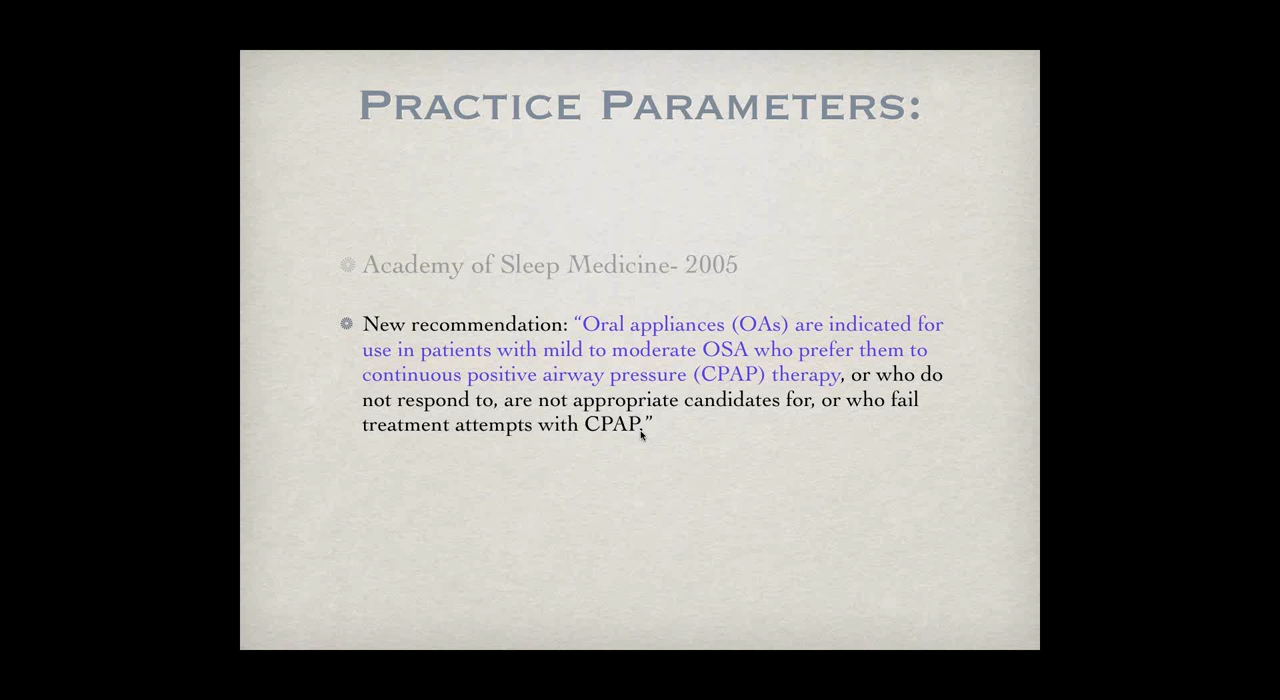 Practice Parameters:
Academy of Sleep Medicine- 2005
New recommendation: “Oral appliances (OAs) are indicated for
use in patients with mild to moderate OSA who prefer them to
continuous positive airway pressure (CPAP) therapy, or who do
not respond to, are not appropriate candidates for, or who fail
treatment attempts with CPAP.”